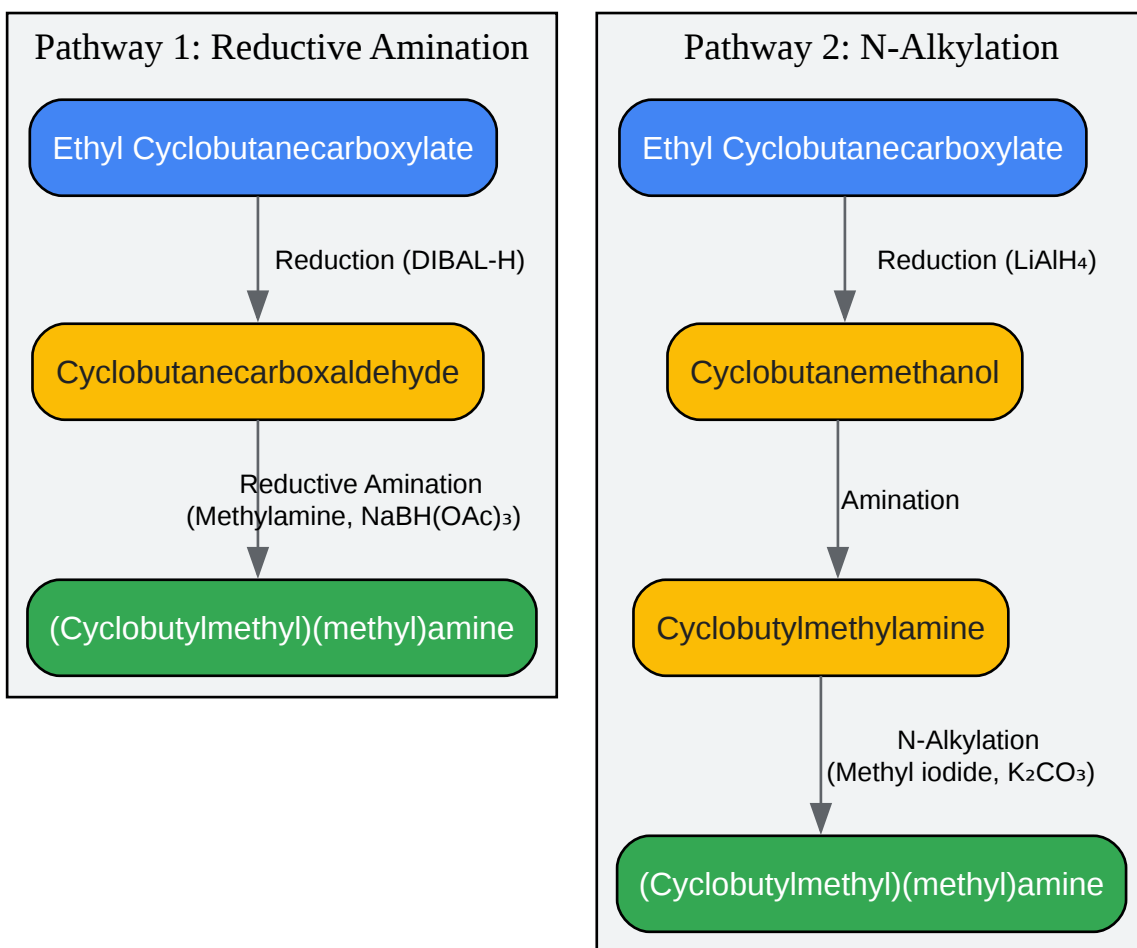 Pathway 1: Reductive Amination
Ethyl Cyclobutanecarboxylate
Reduction (DIBAL-H)
Cyclobutanecarboxaldehyde
Reductive Amination
(Methylamine, NaBH(OAc)₃)
(Cyclobutylmethyl)(methyl)amine
Pathway 2: N-Alkylation
Ethyl Cyclobutanecarboxylate
Reduction (LiAlH₄)
Cyclobutanemethanol
Amination
Cyclobutylmethylamine
N-Alkylation
(Methyl iodide, K₂CO₃)
(Cyclobutylmethyl)(methyl)amine